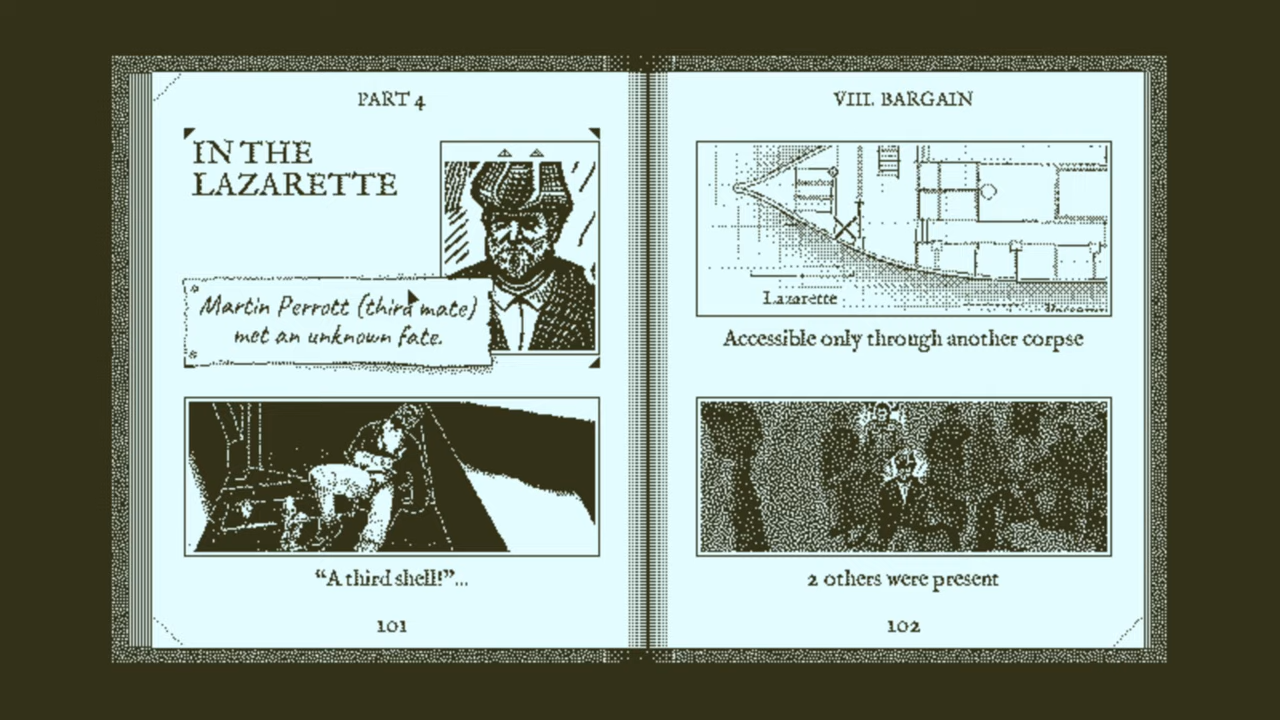 PART 4
IN THE
LAZARETTE
Martin Perrott (third mate)
met an unknown fate.
“A third shell!”...
101
VIII. BARGAIN
Lazarette
Accessible only through another corpse
2 others were present
102